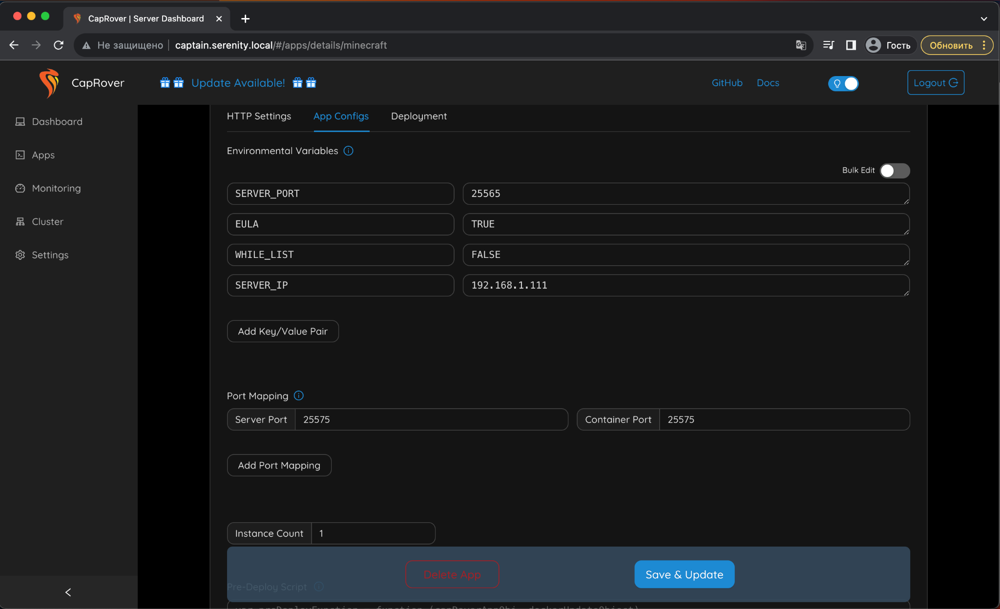 CapRover | Server Dashboard
Не защищено captain.serenity.local/#/apps/details/minecraft Гость Обновить
CapRover Update Available! GitHub Docs Logout
Dashboard
Apps
Monitoring
Cluster
Settings
HTTP Settings App Configs Deployment
Environmental Variables
Bulk Edit
SERVER_PORT 25565
EULA TRUE
WHILE_LIST FALSE
SERVER_IP 192.168.1.111
Add Key/Value Pair
Port Mapping
Server Port 25575 Container Port 25575
Add Port Mapping
Instance Count 1
Delete App Save & Update
Pre-Deploy Script